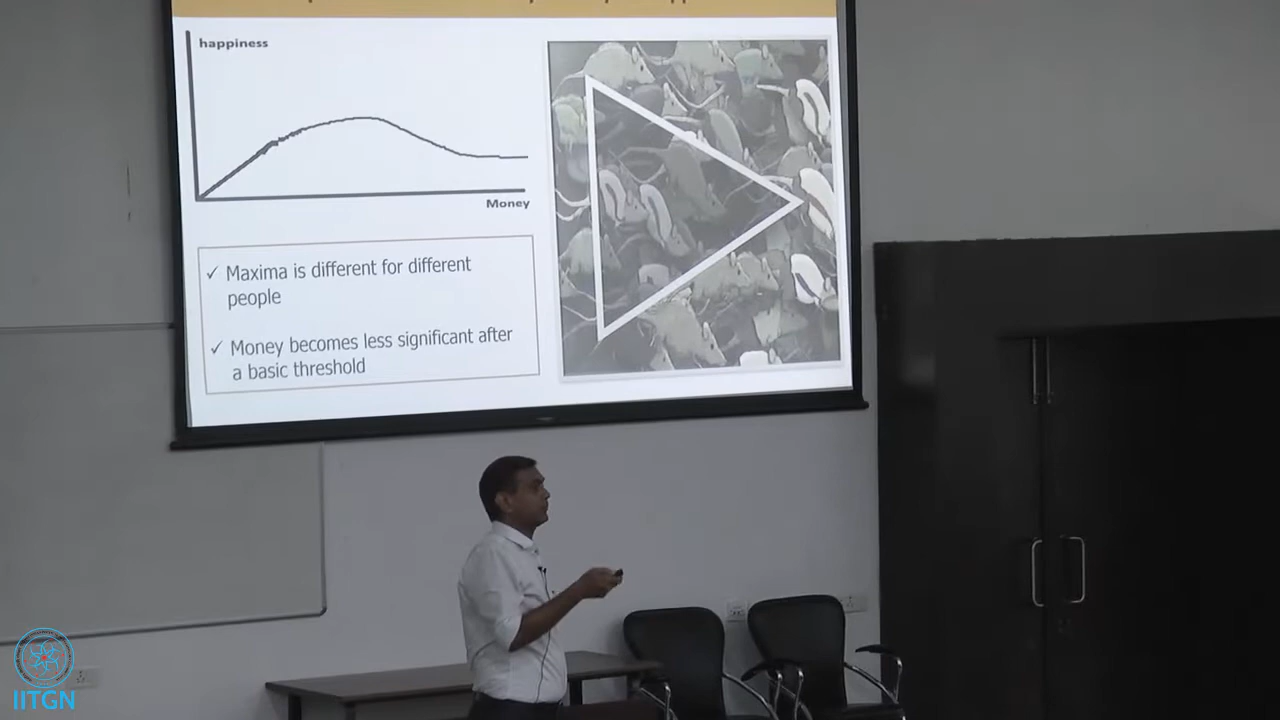 happiness
Money
✓ Maxima is different for different
people
✓ Money becomes less significant after
a basic threshold
IITGN